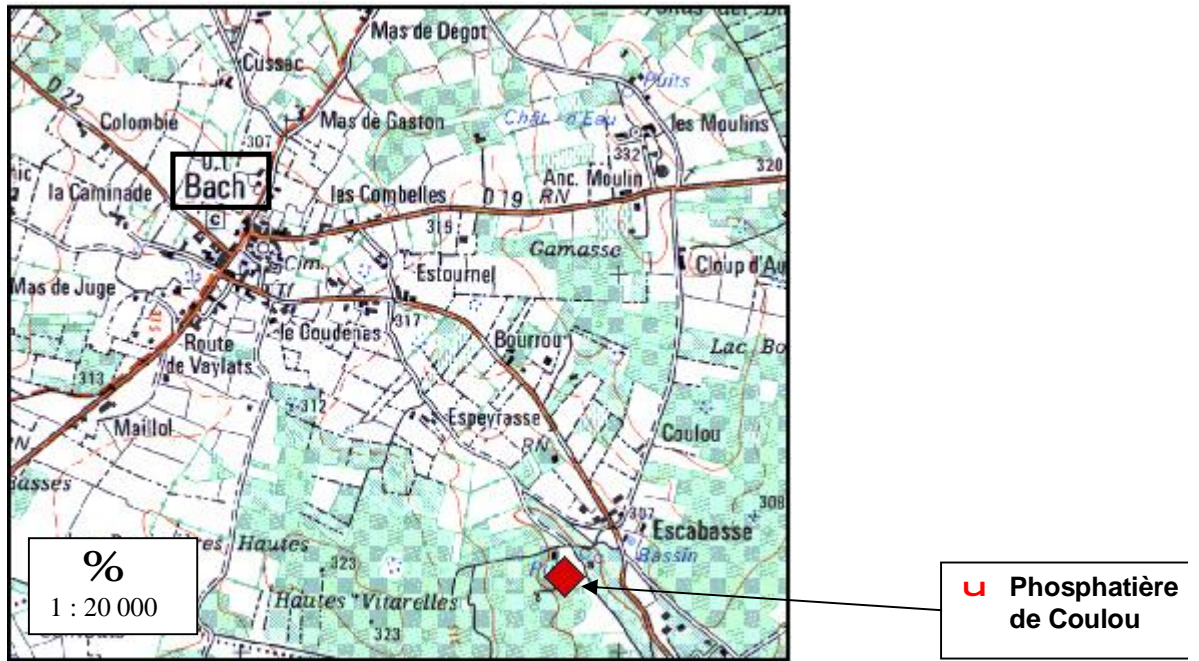 Mas de Dégot
Cussac
Puits
D 22
Colombie
Mas de Gaston
Chât. d'Eau
les Moulins
307
332
320
Bach
la Caminade
les Combelles
D 19
RN
Anc. Moulin
C
315
Gamasse
Cim.
Estournel
Cloup d'Au
Mas de Juge
315
le Coudénas
317
Bourrou
Lac Bo
Route
de Vaylats
313
312
Espeyrasse
Maillol
RN
Coulou
308
Basses
307
Escabasse
Bassin
Hautes
323
Hautes Vitarelles
323
%
1 : 20 000
u Phosphatière
de Coulou